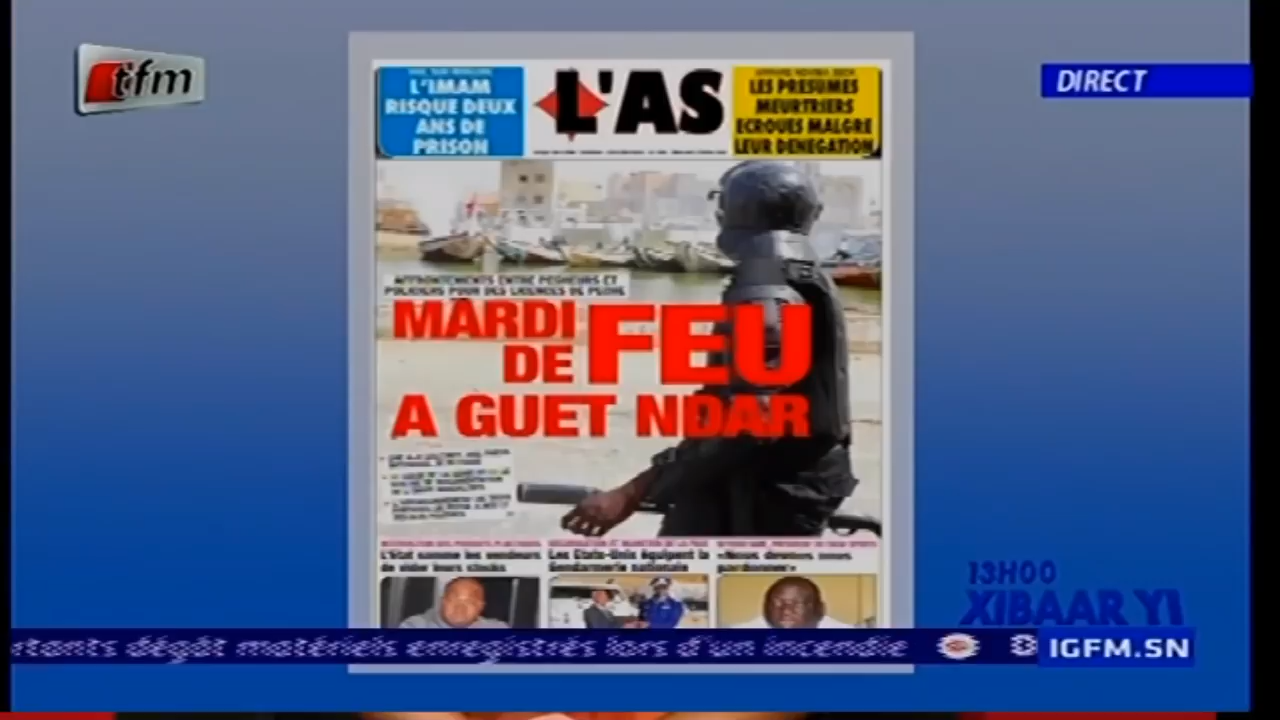 tfm
DIRECT
L'IMAM
RISQUE DEUX
ANS DE
PRISON
L'AS
LES PRESUMES
MEURTRIERS
ECROUES MALGRE
LEUR DENEGATION
AFFRONTEMENTS ENTRE PECHEURS ET
POLICIERS POUR DES LICENCES DE PECHE
MARDI
DE FEU
A GUET NDAR
L'Etat somme les vendeurs
de vider leurs stocks
Les Etats-Unis équipent la
Gendarmerie nationale
«Nous devons nous
pardonner»
13H00
XIBAAR YI
rtants dégât matériels enregistrés lors d'un incendie
IGFM.SN